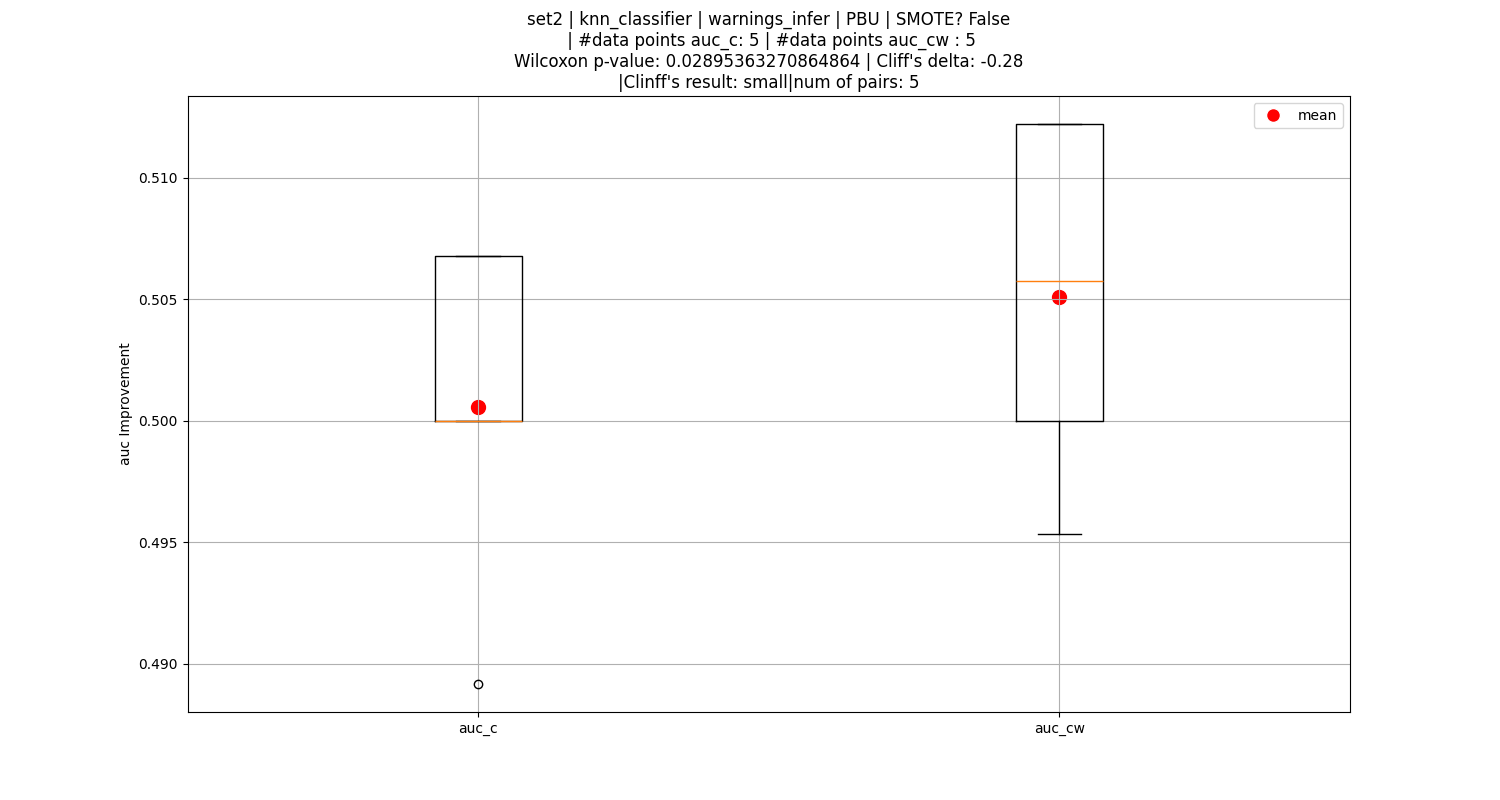 set2 | knn_classifier | warnings_infer | PBU | SMOTE? False
| #data points auc_c: 5 | #data points auc_cw : 5
Wilcoxon p-value: 0.02895363270864864 | Cliff's delta: -0.28
|Clinff's result: small|num of pairs: 5
mean
0.510
0.505
0.500
0.495
0.490
auc Improvement
auc_c
auc_cw